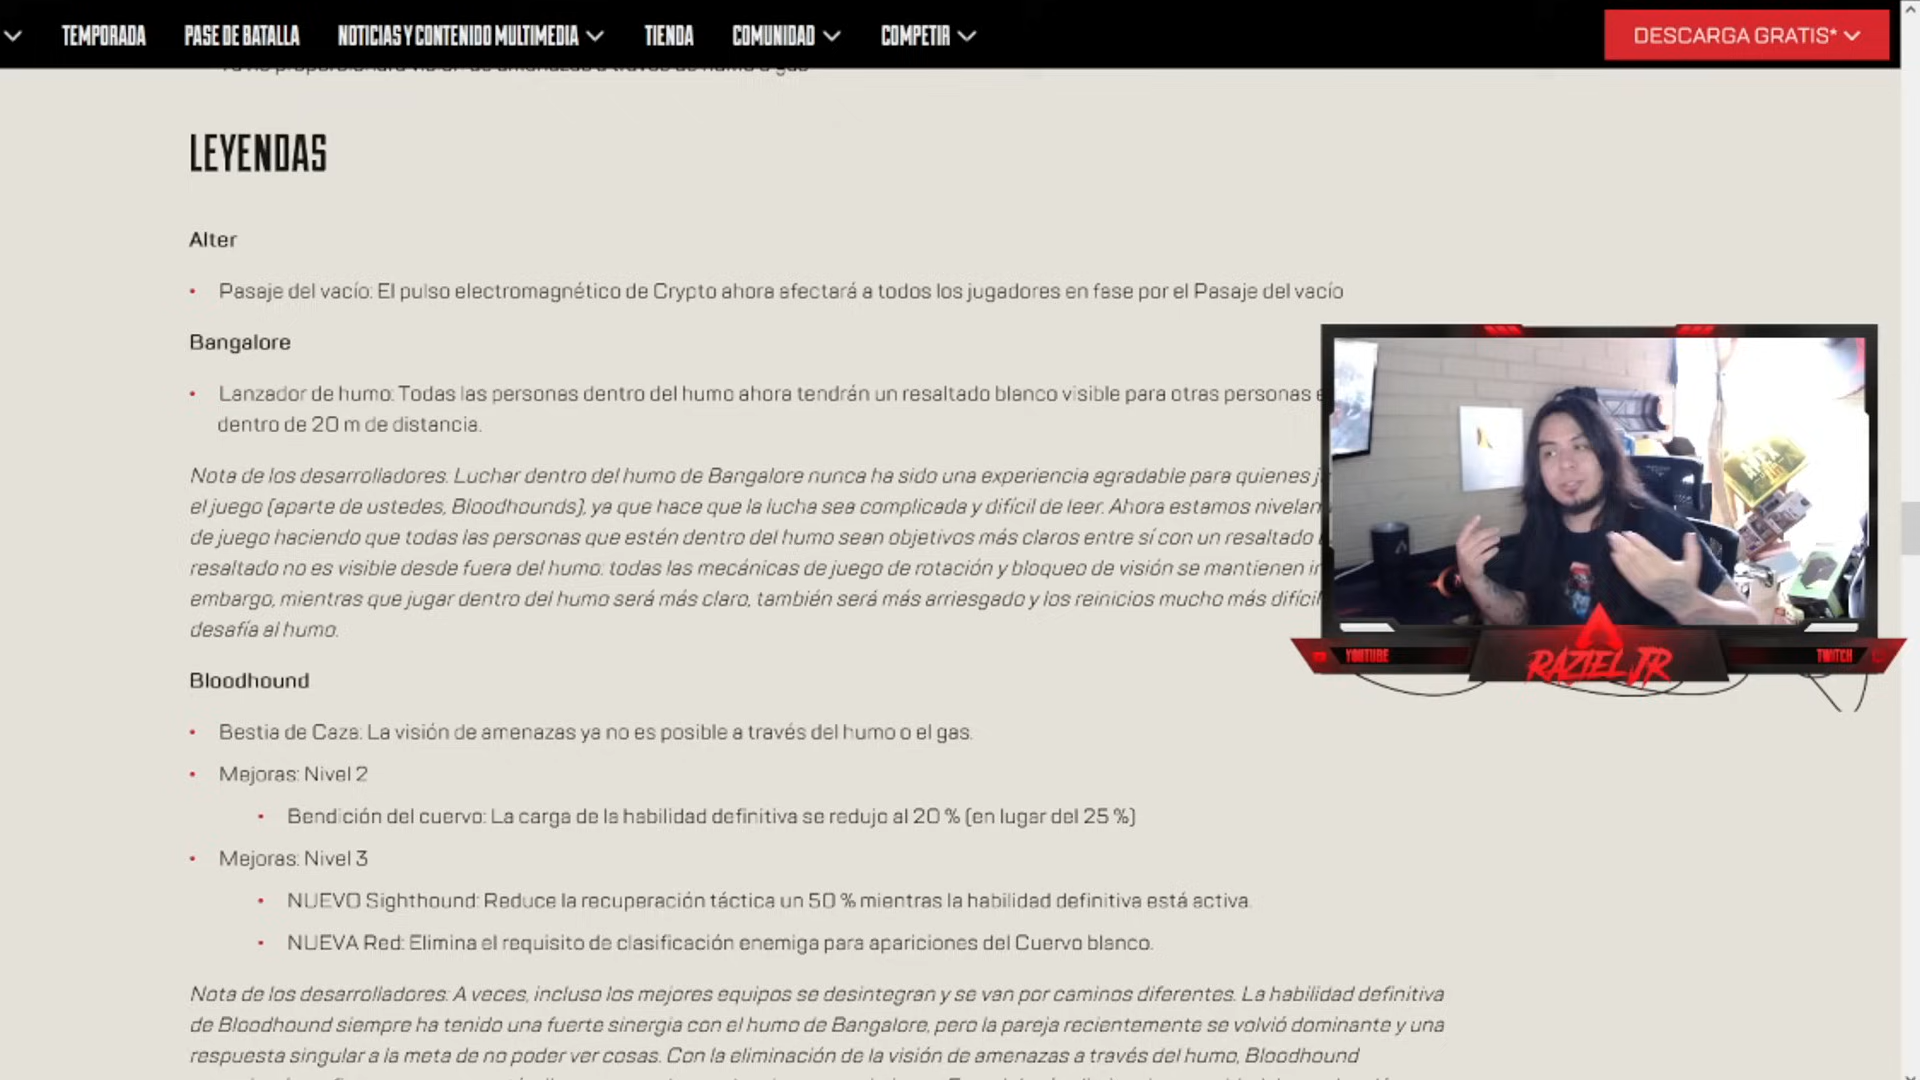 TEMPORADA PASE DE BATALLA NOTICIAS Y CONTENIDO MULTIMEDIA TIENDA COMUNIDAD COMPETIR DESCARGA GRATIS*
LEYENDAS
Alter
• Pasaje del vacío: El pulso electromagnético de Crypto ahora afectará a todos los jugadores en fase por el Pasaje del vacío
Bangalore
• Lanzador de humo: Todas las personas dentro del humo ahora tendrán un resaltado blanco visible para otras personas
dentro de 20 m de distancia.
Nota de los desarrolladores: Luchar dentro del humo de Bangalore nunca ha sido una experiencia agradable para quienes
el juego (aparte de ustedes, Bloodhounds), ya que hace que la lucha sea complicada y difícil de leer. Ahora estamos
de juego haciendo que todas las personas que estén dentro del humo sean objetivos más claros entre sí con un resaltado
resaltado no es visible desde fuera del humo: todas las mecánicas de juego de rotación y bloqueo de visión se mantienen
embargo, mientras que jugar dentro del humo será más claro, también será más arriesgado y los reinicios mucho más
desafía al humo.
Bloodhound
• Bestia de Caza: La visión de amenazas ya no es posible a través del humo o el gas.
• Mejoras: Nivel 2
• Bendición del cuervo: La carga de la habilidad definitiva se redujo al 20 % (en lugar del 25 %)
• Mejoras: Nivel 3
• NUEVO Sighthound: Reduce la recuperación táctica un 50 % mientras la habilidad definitiva está activa.
• NUEVA Red: Elimina el requisito de clasificación enemiga para apariciones del Cuervo blanco.
Nota de los desarrolladores: A veces, incluso los mejores equipos se desintegran y se van por caminos diferentes. La habilidad definitiva
de Bloodhound siempre ha tenido una fuerte sinergia con el humo de Bangalore, pero la pareja recientemente se volvió dominante y una
respuesta singular a la meta de no poder ver cosas. Con la eliminación de la visión de amenazas a través del humo, Bloodhound
YOUTUBE RAZIEL JR TWITCH